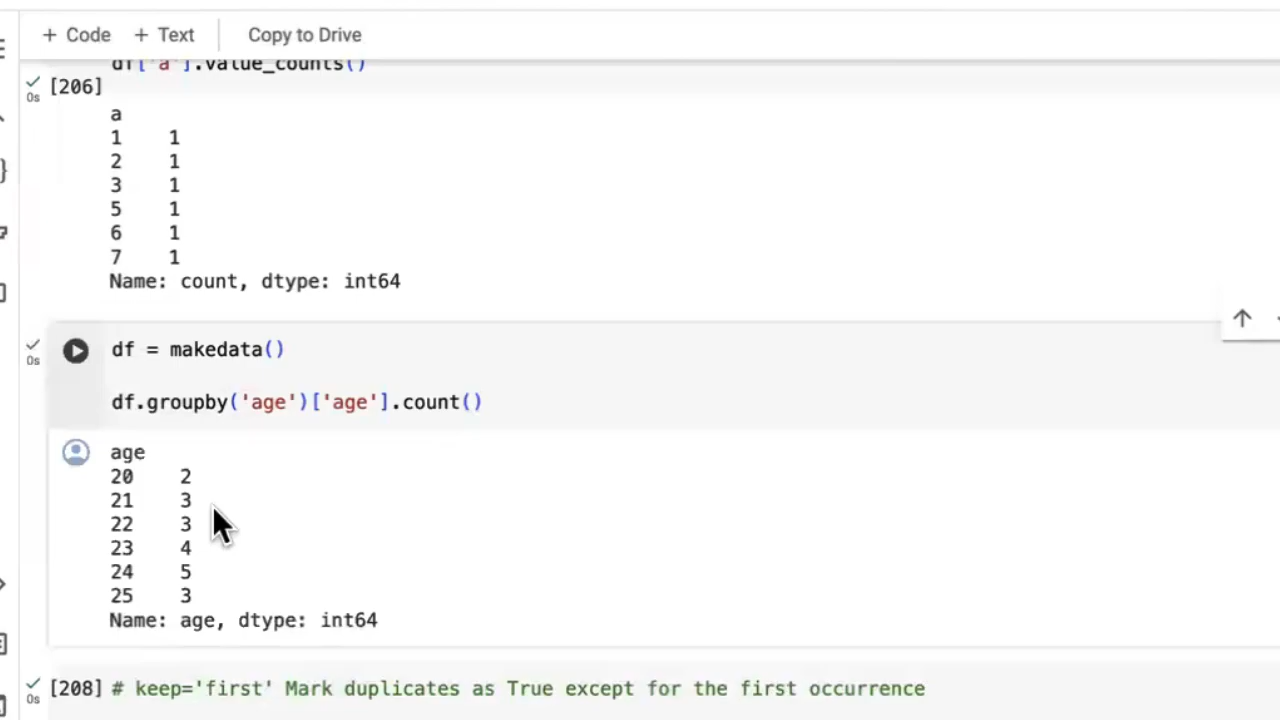 + Code + Text Copy to Drive
df['a'].value_counts()
0s [206]
a
1 1
2 1
3 1
5 1
6 1
7 1
Name: count, dtype: int64
0s df = makedata()
df.groupby('age')['age'].count()
age
20 2
21 3
22 3
23 4
24 5
25 3
Name: age, dtype: int64
0s [208] # keep='first' Mark duplicates as True except for the first occurrence